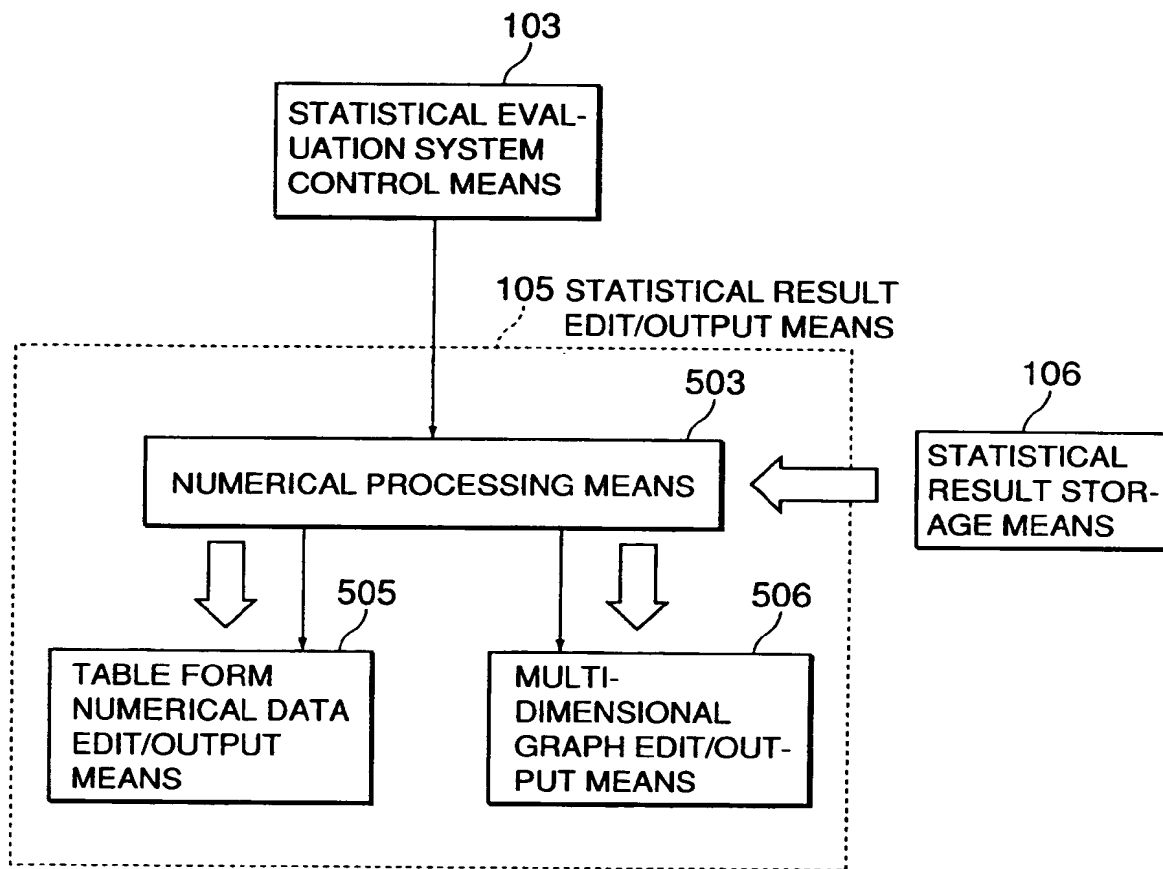 103
STATISTICAL EVAL-
UATION SYSTEM
CONTROL MEANS
105 STATISTICAL RESULT
EDIT/OUTPUT MEANS
503
NUMERICAL PROCESSING MEANS
106
STATISTICAL
RESULT STOR-
AGE MEANS
505
TABLE FORM
NUMERICAL DATA
EDIT/OUTPUT
MEANS
506
MULTI-
DIMENSIONAL
GRAPH EDIT/OUT-
PUT MEANS